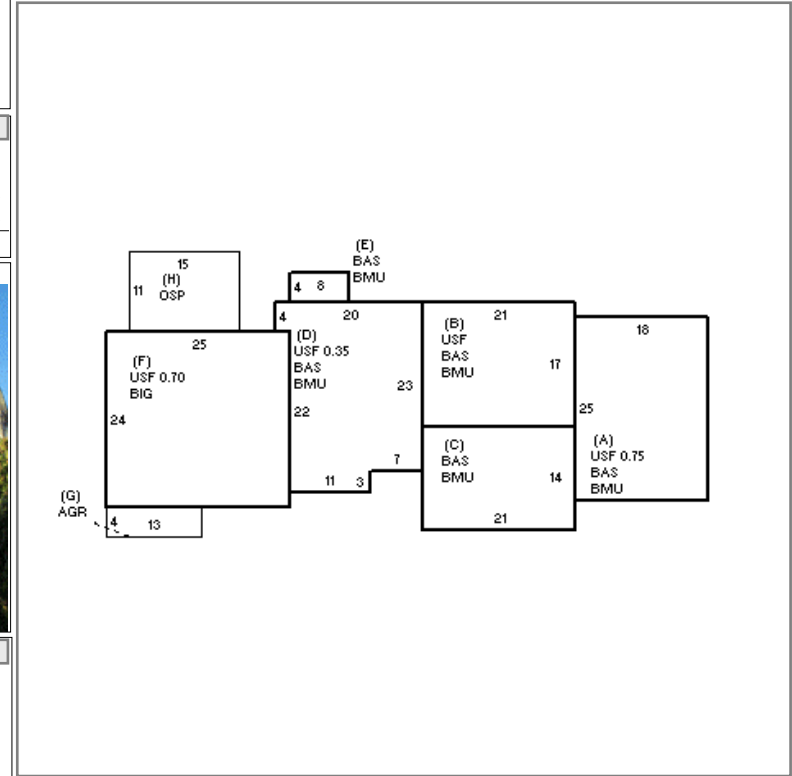 (E)
BAS
BMU
15
(H)
OSP
11
4 8
4
20
21
18
25
(D)
USF 0.35
BAS
BMU
(B)
USF
BAS
BMU
17
(F)
USF 0.70
BIG
23
24
22
25
(A)
USF 0.75
BAS
BMU
(C)
BAS
BMU
14
7
11 3
(G)
AGR
4 13
21